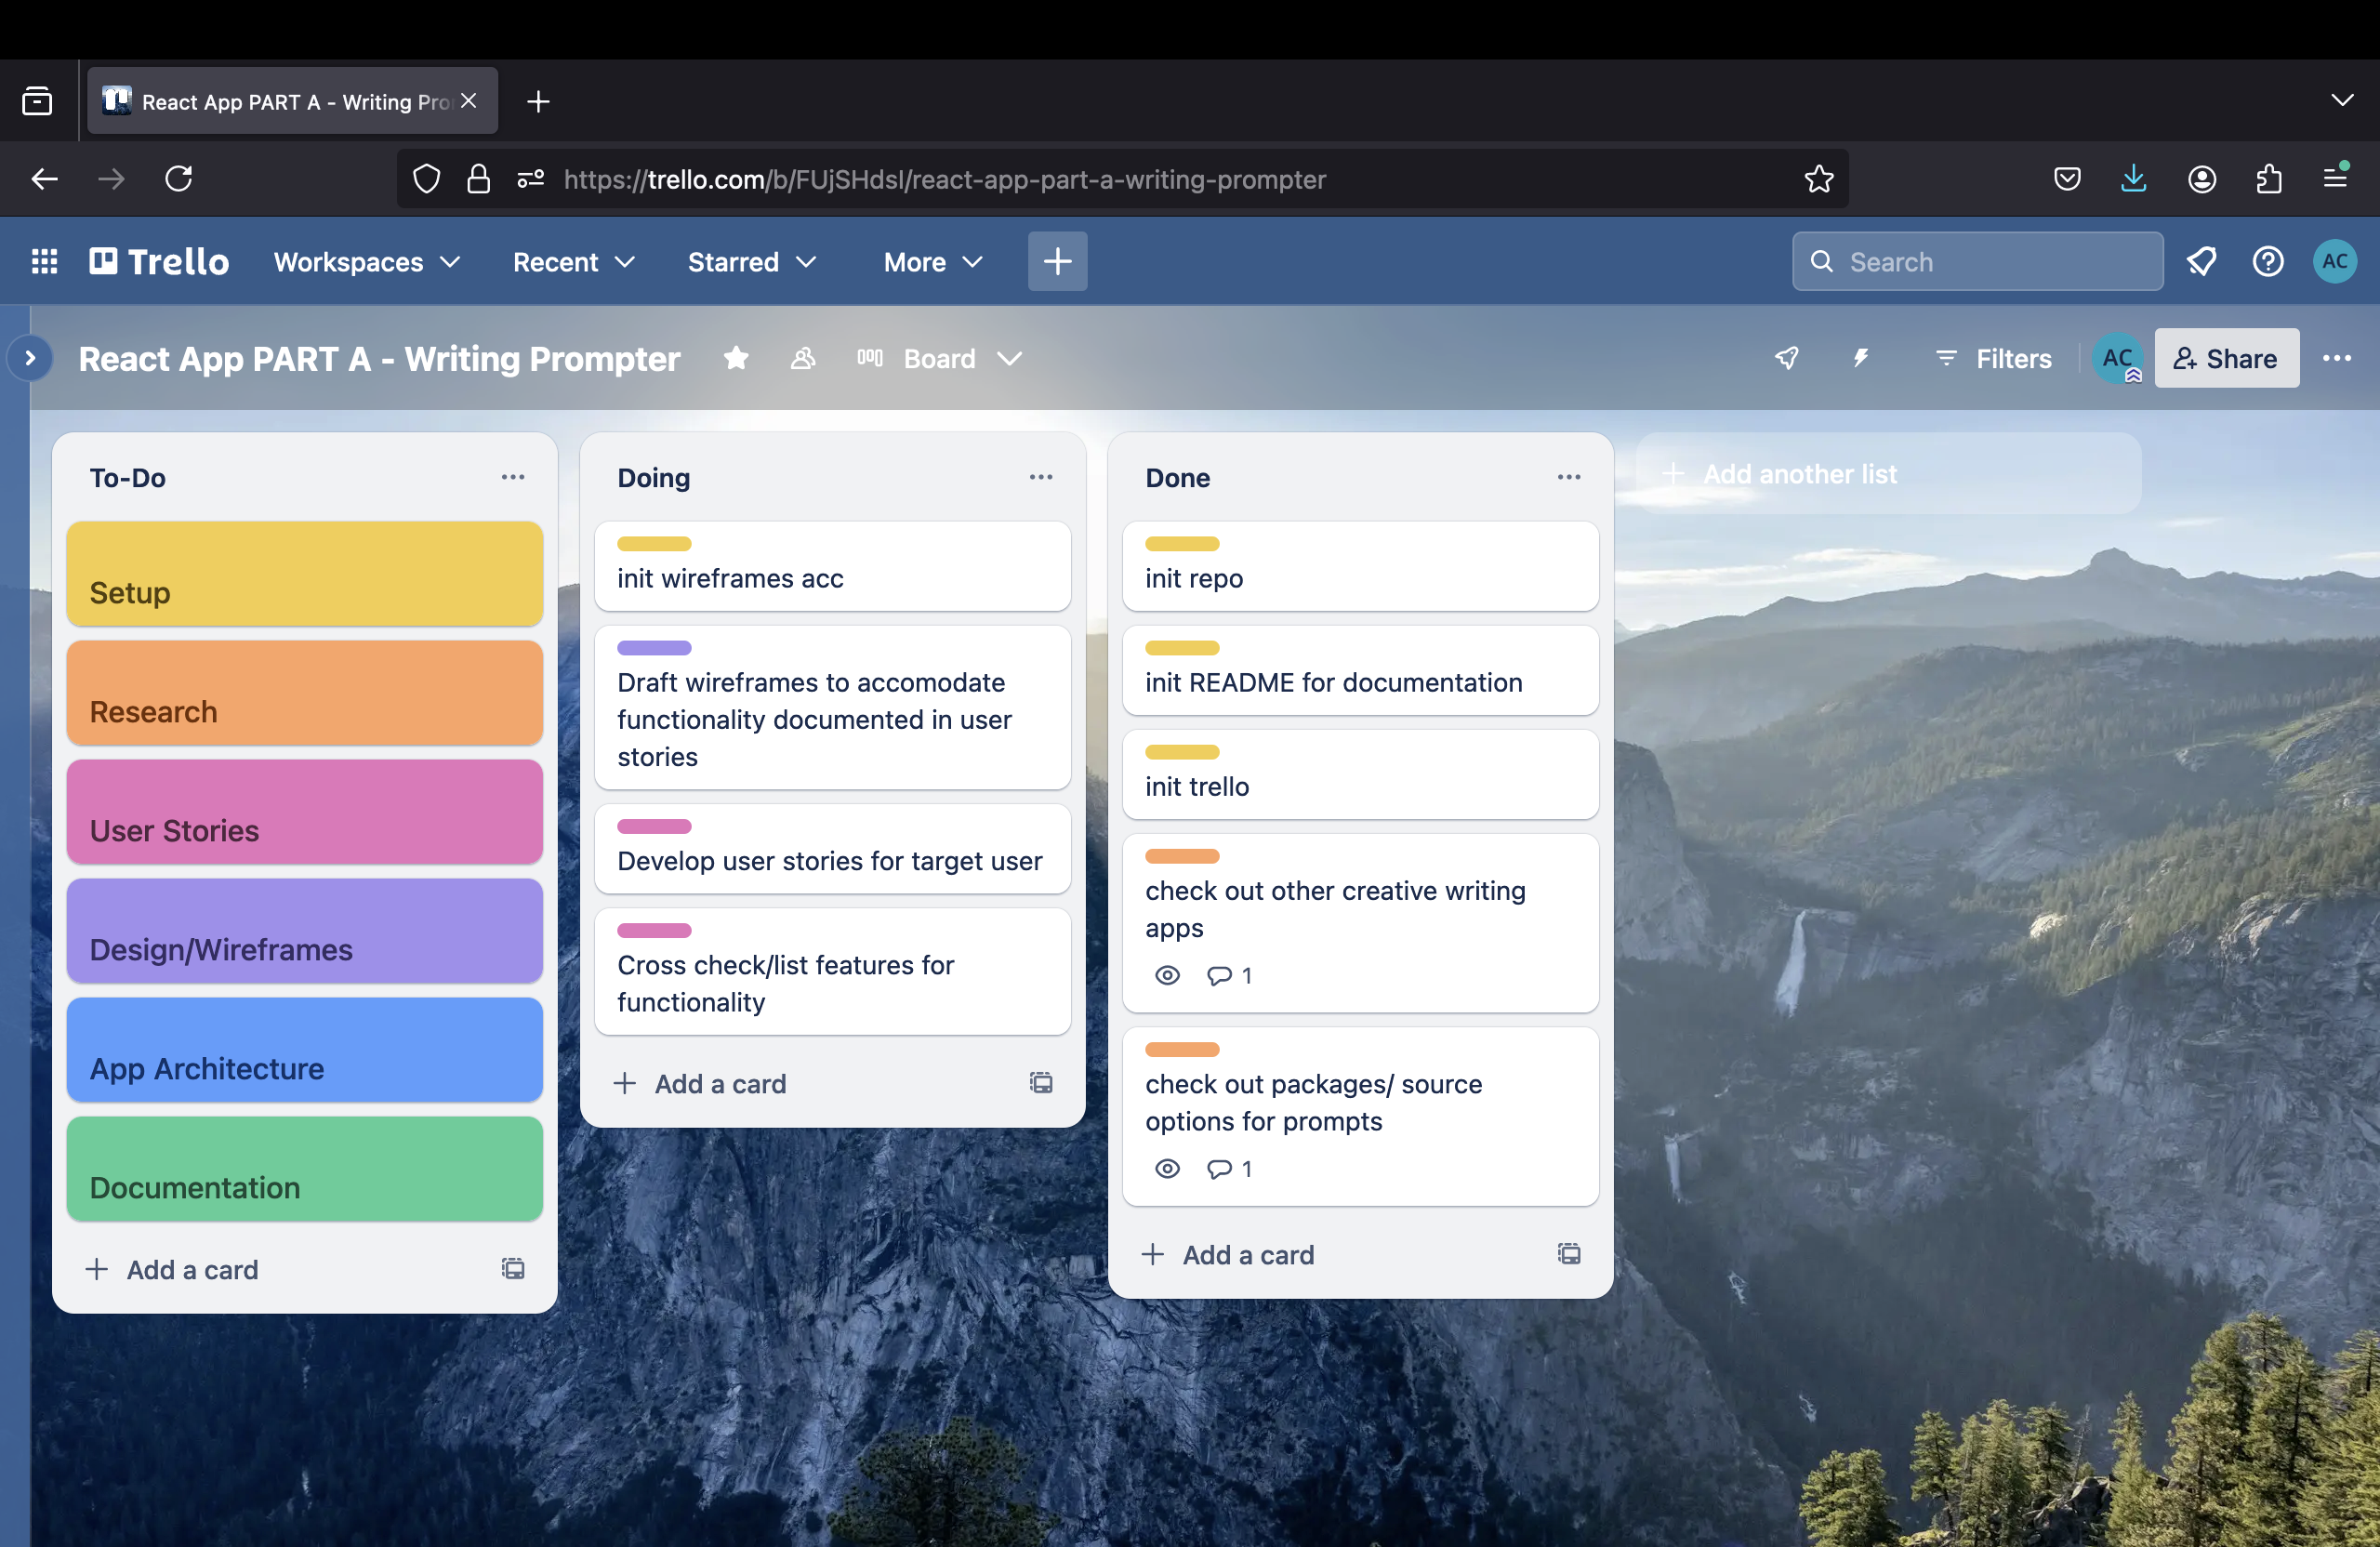 React App PART A - Writing Pro
https://trello.com/b/FUjSHdsI/react-app-part-a-writing-prompter
Trello Workspaces Recent Starred More Search AC
React App PART A - Writing Prompter Board Filters AC Share
To-Do
Setup
Research
User Stories
Design/Wireframes
App Architecture
Documentation
Add a card
Doing
init wireframes acc
Draft wireframes to accomodate
functionality documented in user
stories
Develop user stories for target user
Cross check/list features for
functionality
Add a card
Done
init repo
init README for documentation
init trello
check out other creative writing
apps
1
check out packages/ source
options for prompts
1
Add a card
Add another list